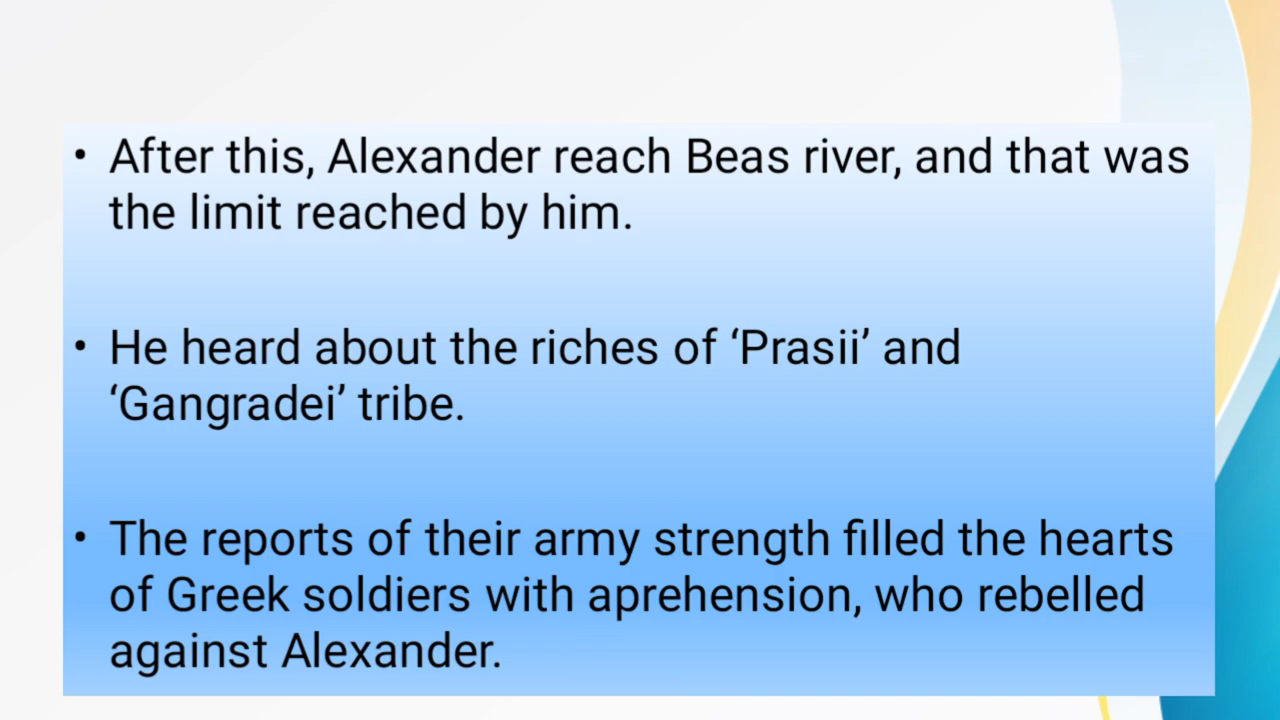 • After this, Alexander reach Beas river, and that was
the limit reached by him.
• He heard about the riches of ‘Prasii’ and
‘Gangradei’ tribe.
• The reports of their army strength filled the hearts
of Greek soldiers with aprehension, who rebelled
against Alexander.